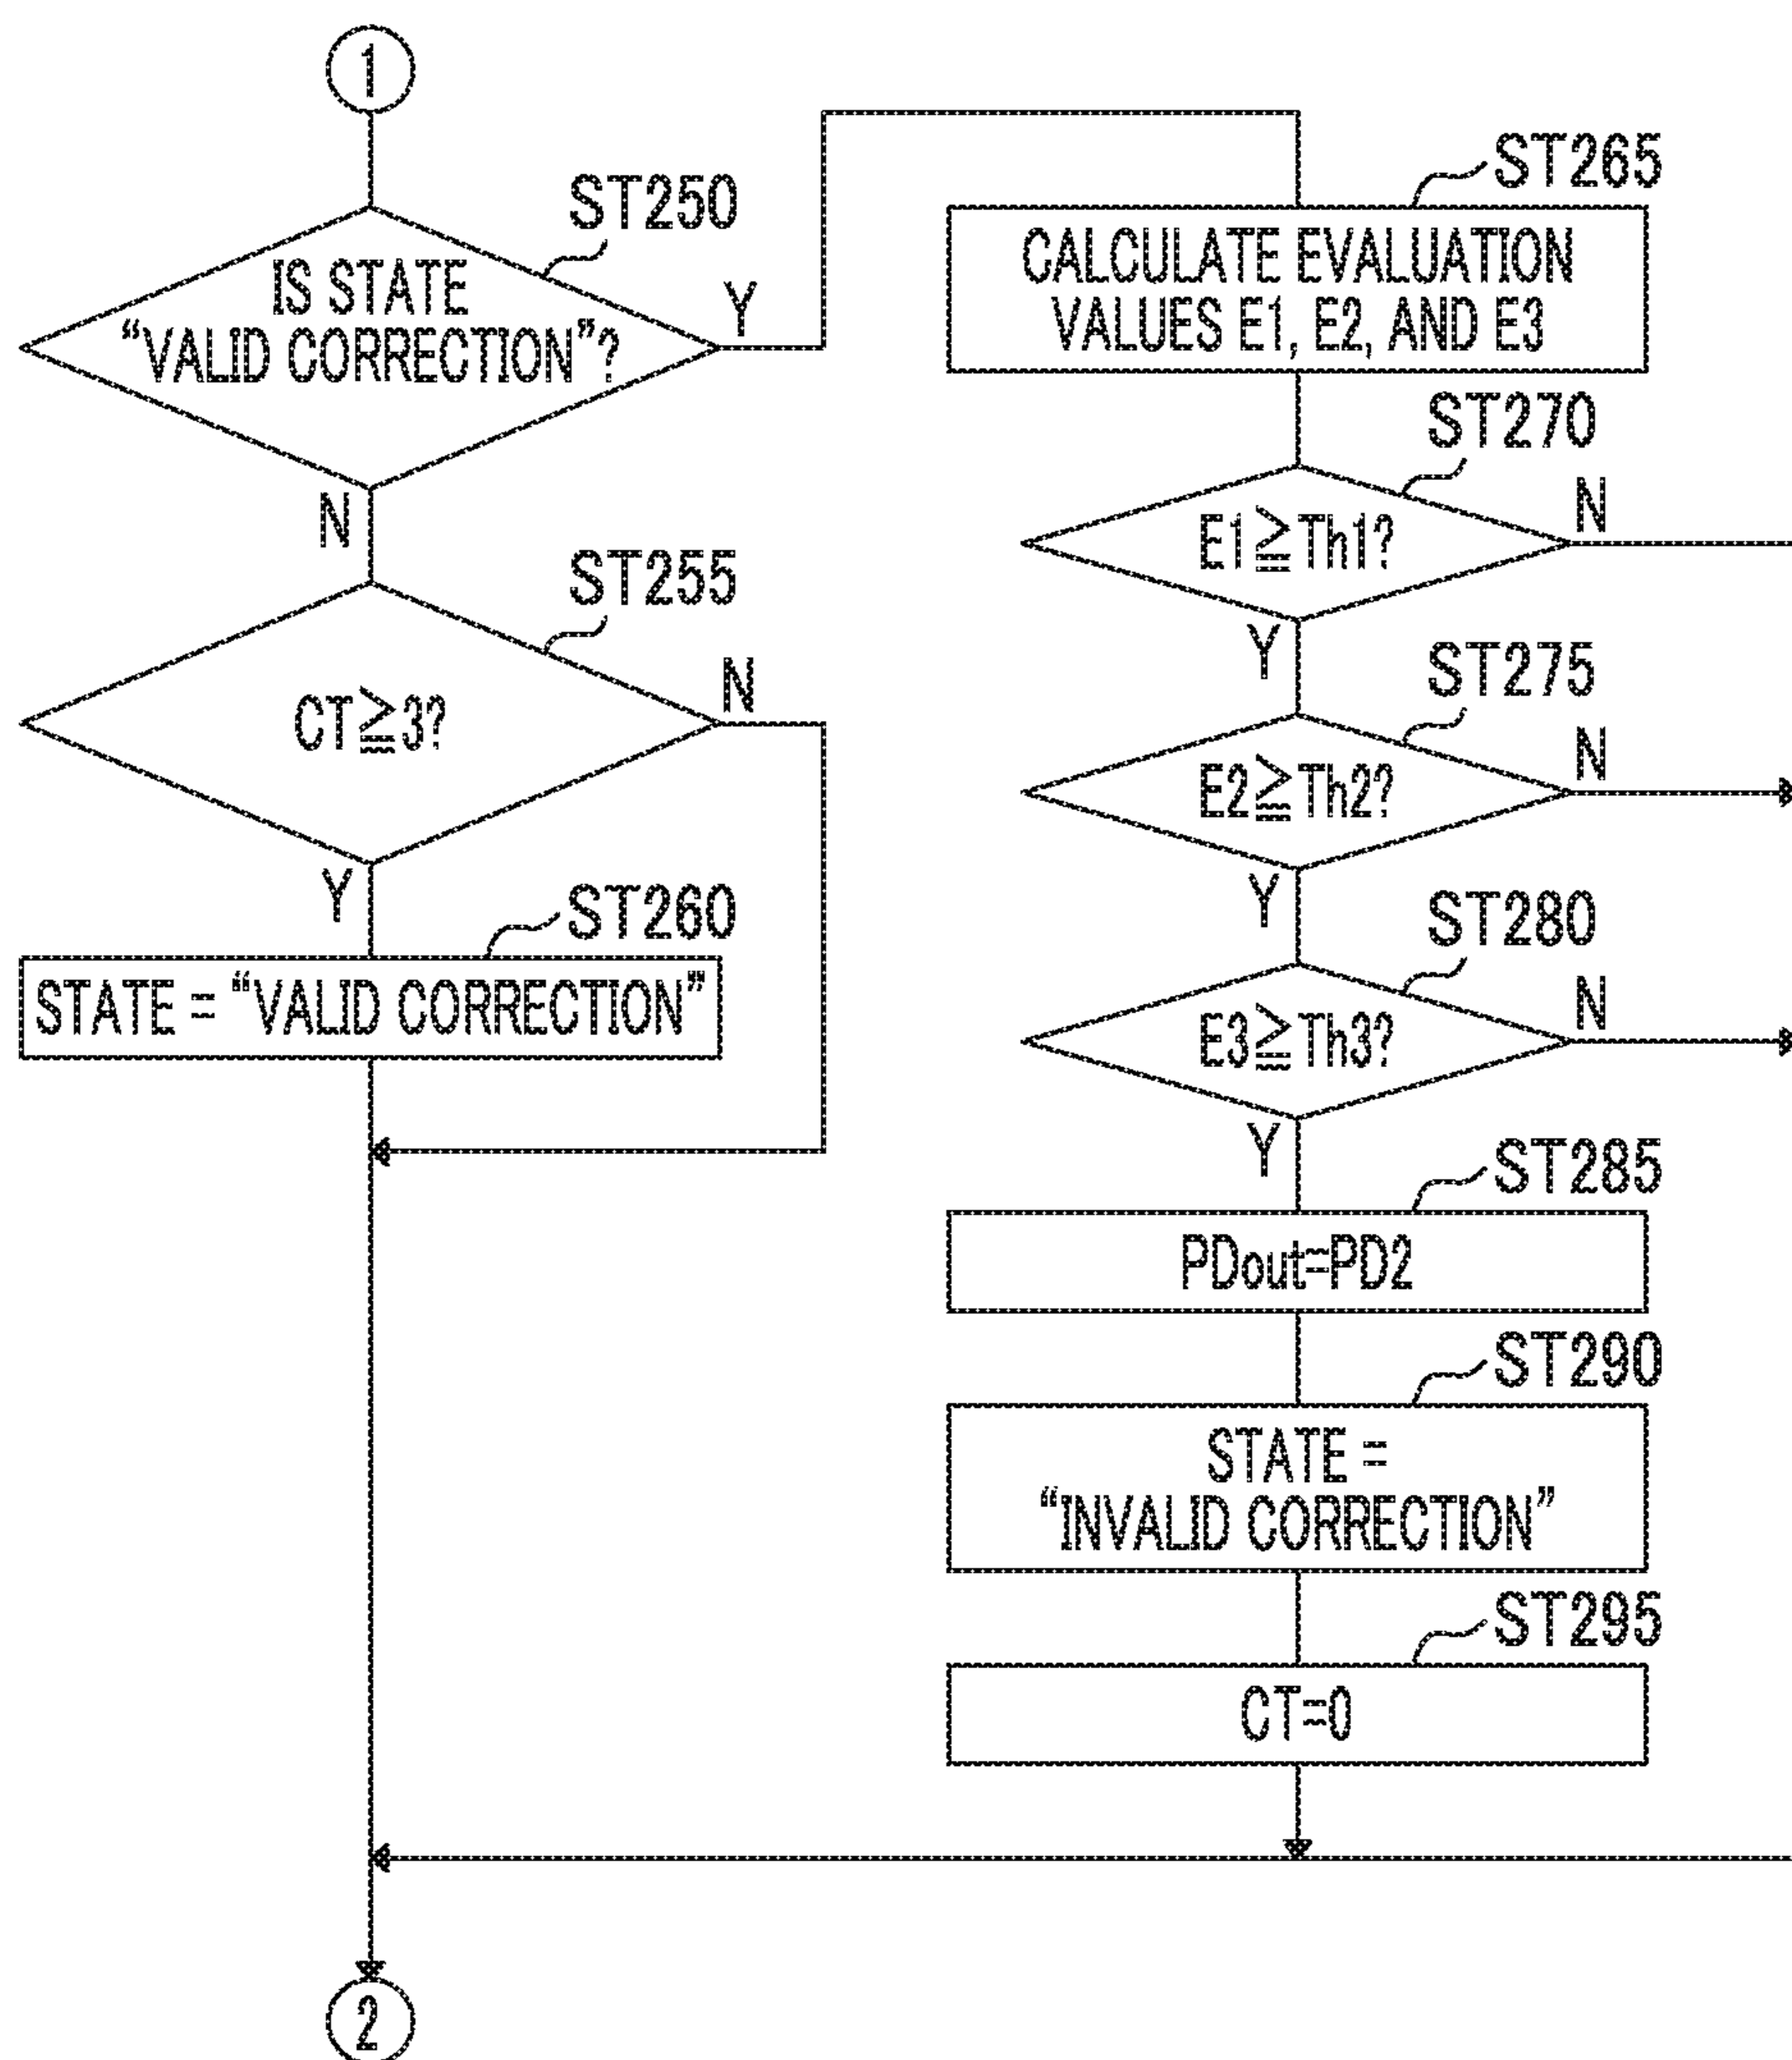 1
ST250
IS STATE
“VALID CORRECTION”?
Y
N
ST255
CT≧3?
N
Y
ST260
STATE = “VALID CORRECTION”
ST265
CALCULATE EVALUATION
VALUES E1, E2, AND E3
ST270
E1≧Th1?
N
Y
ST275
E2≧Th2?
N
Y
ST280
E3≧Th3?
N
Y
ST285
PDout=PD2
ST290
STATE =
“INVALID CORRECTION”
ST295
CT=0
2